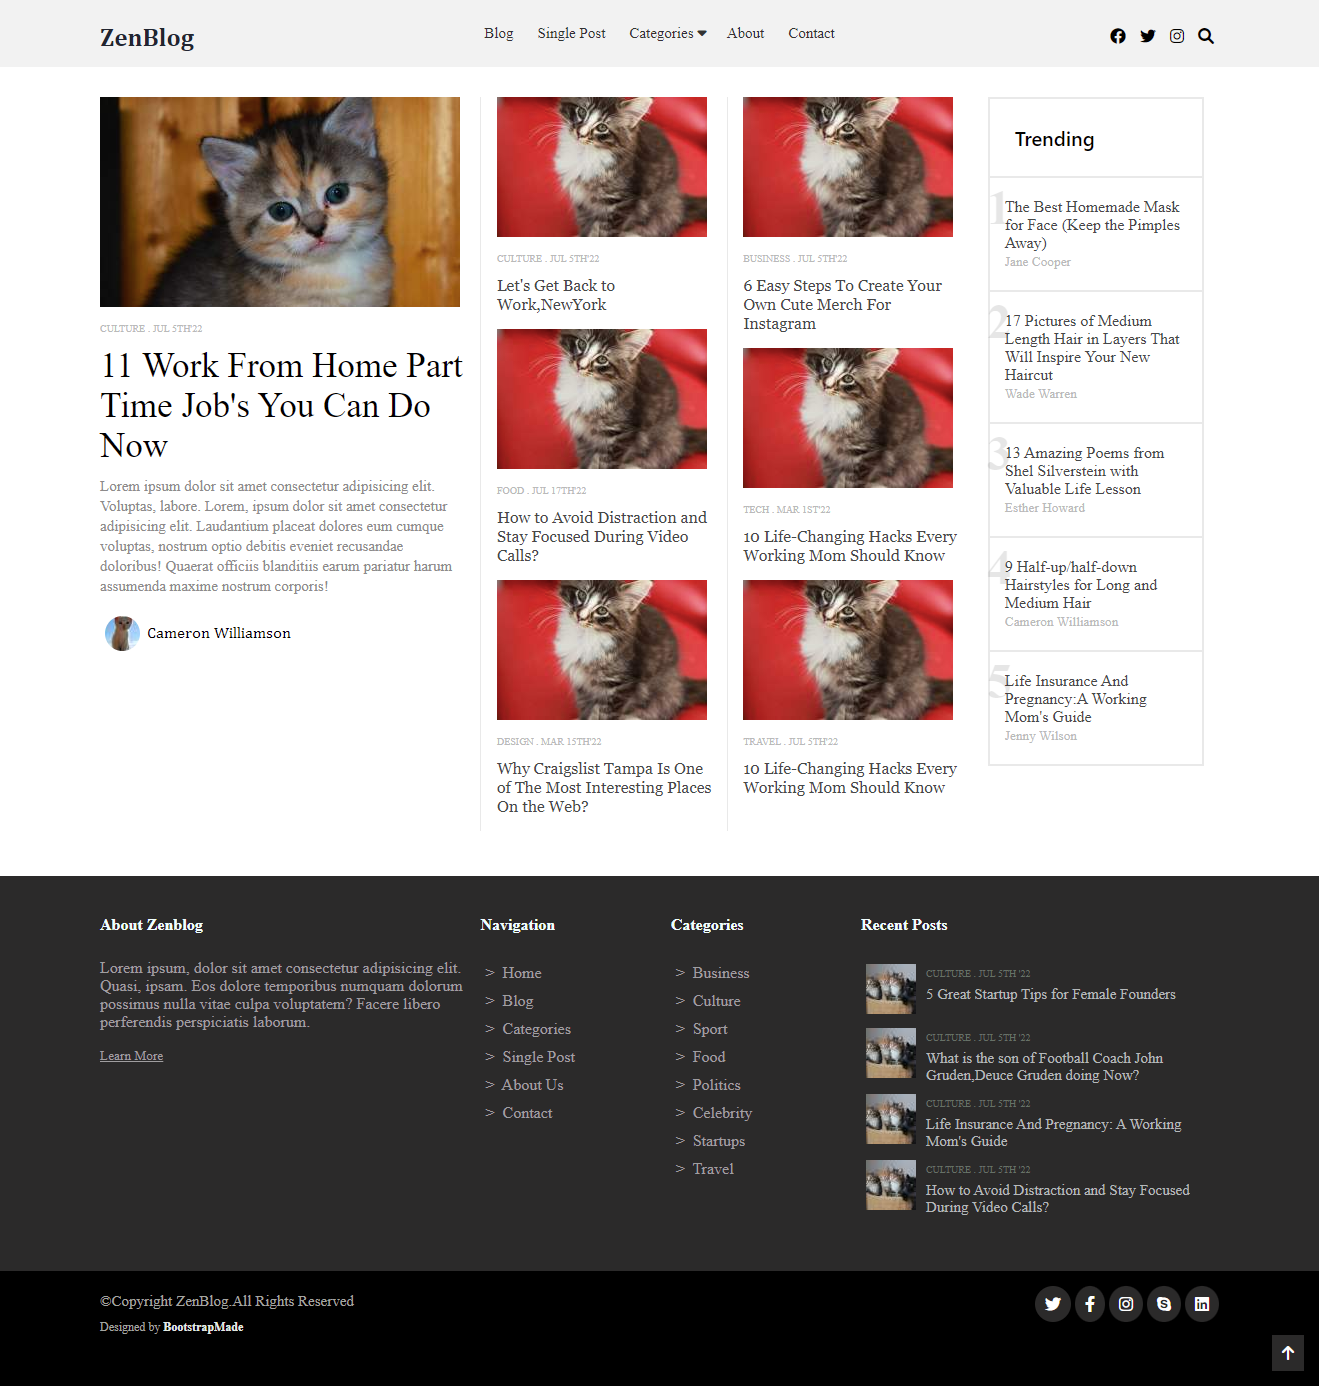 ZenBlog
Blog Single Post Categories About Contact
CULTURE . JUL 5TH'22
11 Work From Home Part
Time Job's You Can Do
Now
Lorem ipsum dolor sit amet consectetur adipisicing elit.
Voluptas, labore. Lorem, ipsum dolor sit amet consectetur
adipisicing elit. Laudantium placeat dolores eum cumque
voluptas, nostrum optio debitis eveniet recusandae
doloribus! Quaerat officiis blanditiis earum pariatur harum
assumenda maxime nostrum corporis!
Cameron Williamson
CULTURE . JUL 5TH'22
Let's Get Back to
Work,NewYork
FOOD . JUL 17TH'22
How to Avoid Distraction and
Stay Focused During Video
Calls?
DESIGN . MAR 15TH'22
Why Craigslist Tampa Is One
of The Most Interesting Places
On the Web?
BUSINESS . JUL 5TH'22
6 Easy Steps To Create Your
Own Cute Merch For
Instagram
TECH . MAR 1ST'22
10 Life-Changing Hacks Every
Working Mom Should Know
TRAVEL . JUL 5TH'22
10 Life-Changing Hacks Every
Working Mom Should Know
Trending
1
The Best Homemade Mask
for Face (Keep the Pimples
Away)
Jane Cooper
2
17 Pictures of Medium
Length Hair in Layers That
Will Inspire Your New
Haircut
Wade Warren
3
13 Amazing Poems from
Shel Silverstein with
Valuable Life Lesson
Esther Howard
4
9 Half-up/half-down
Hairstyles for Long and
Medium Hair
Cameron Williamson
5
Life Insurance And
Pregnancy:A Working
Mom's Guide
Jenny Wilson
About Zenblog
Lorem ipsum, dolor sit amet consectetur adipisicing elit.
Quasi, ipsam. Eos dolore temporibus numquam dolorum
possimus nulla vitae culpa voluptatem? Facere libero
perferendis perspiciatis laborum.
Learn More
Navigation
> Home
> Blog
> Categories
> Single Post
> About Us
> Contact
Categories
> Business
> Culture
> Sport
> Food
> Politics
> Celebrity
> Startups
> Travel
Recent Posts
CULTURE . JUL 5TH '22
5 Great Startup Tips for Female Founders
CULTURE . JUL 5TH '22
What is the son of Football Coach John
Gruden,Deuce Gruden doing Now?
CULTURE . JUL 5TH '22
Life Insurance And Pregnancy: A Working
Mom's Guide
CULTURE . JUL 5TH '22
How to Avoid Distraction and Stay Focused
During Video Calls?
©Copyright ZenBlog.All Rights Reserved
Designed by BootstrapMade